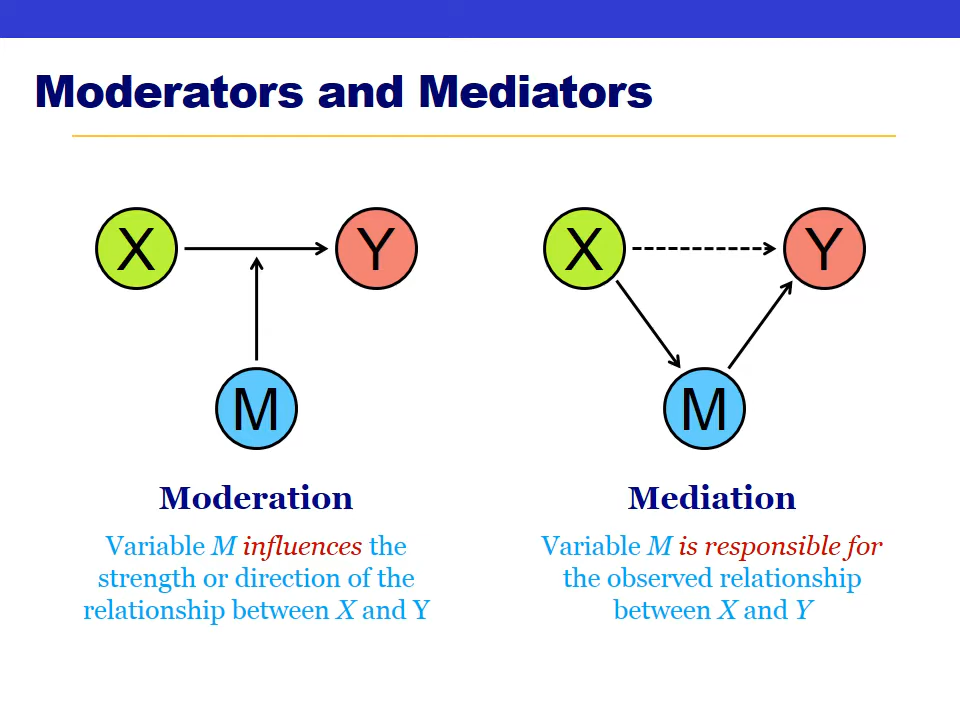 Moderators and Mediators
X
Y
M
X
Y
M
Moderation
Variable M influences the
strength or direction of the
relationship between X and Y
Mediation
Variable M is responsible for
the observed relationship
between X and Y